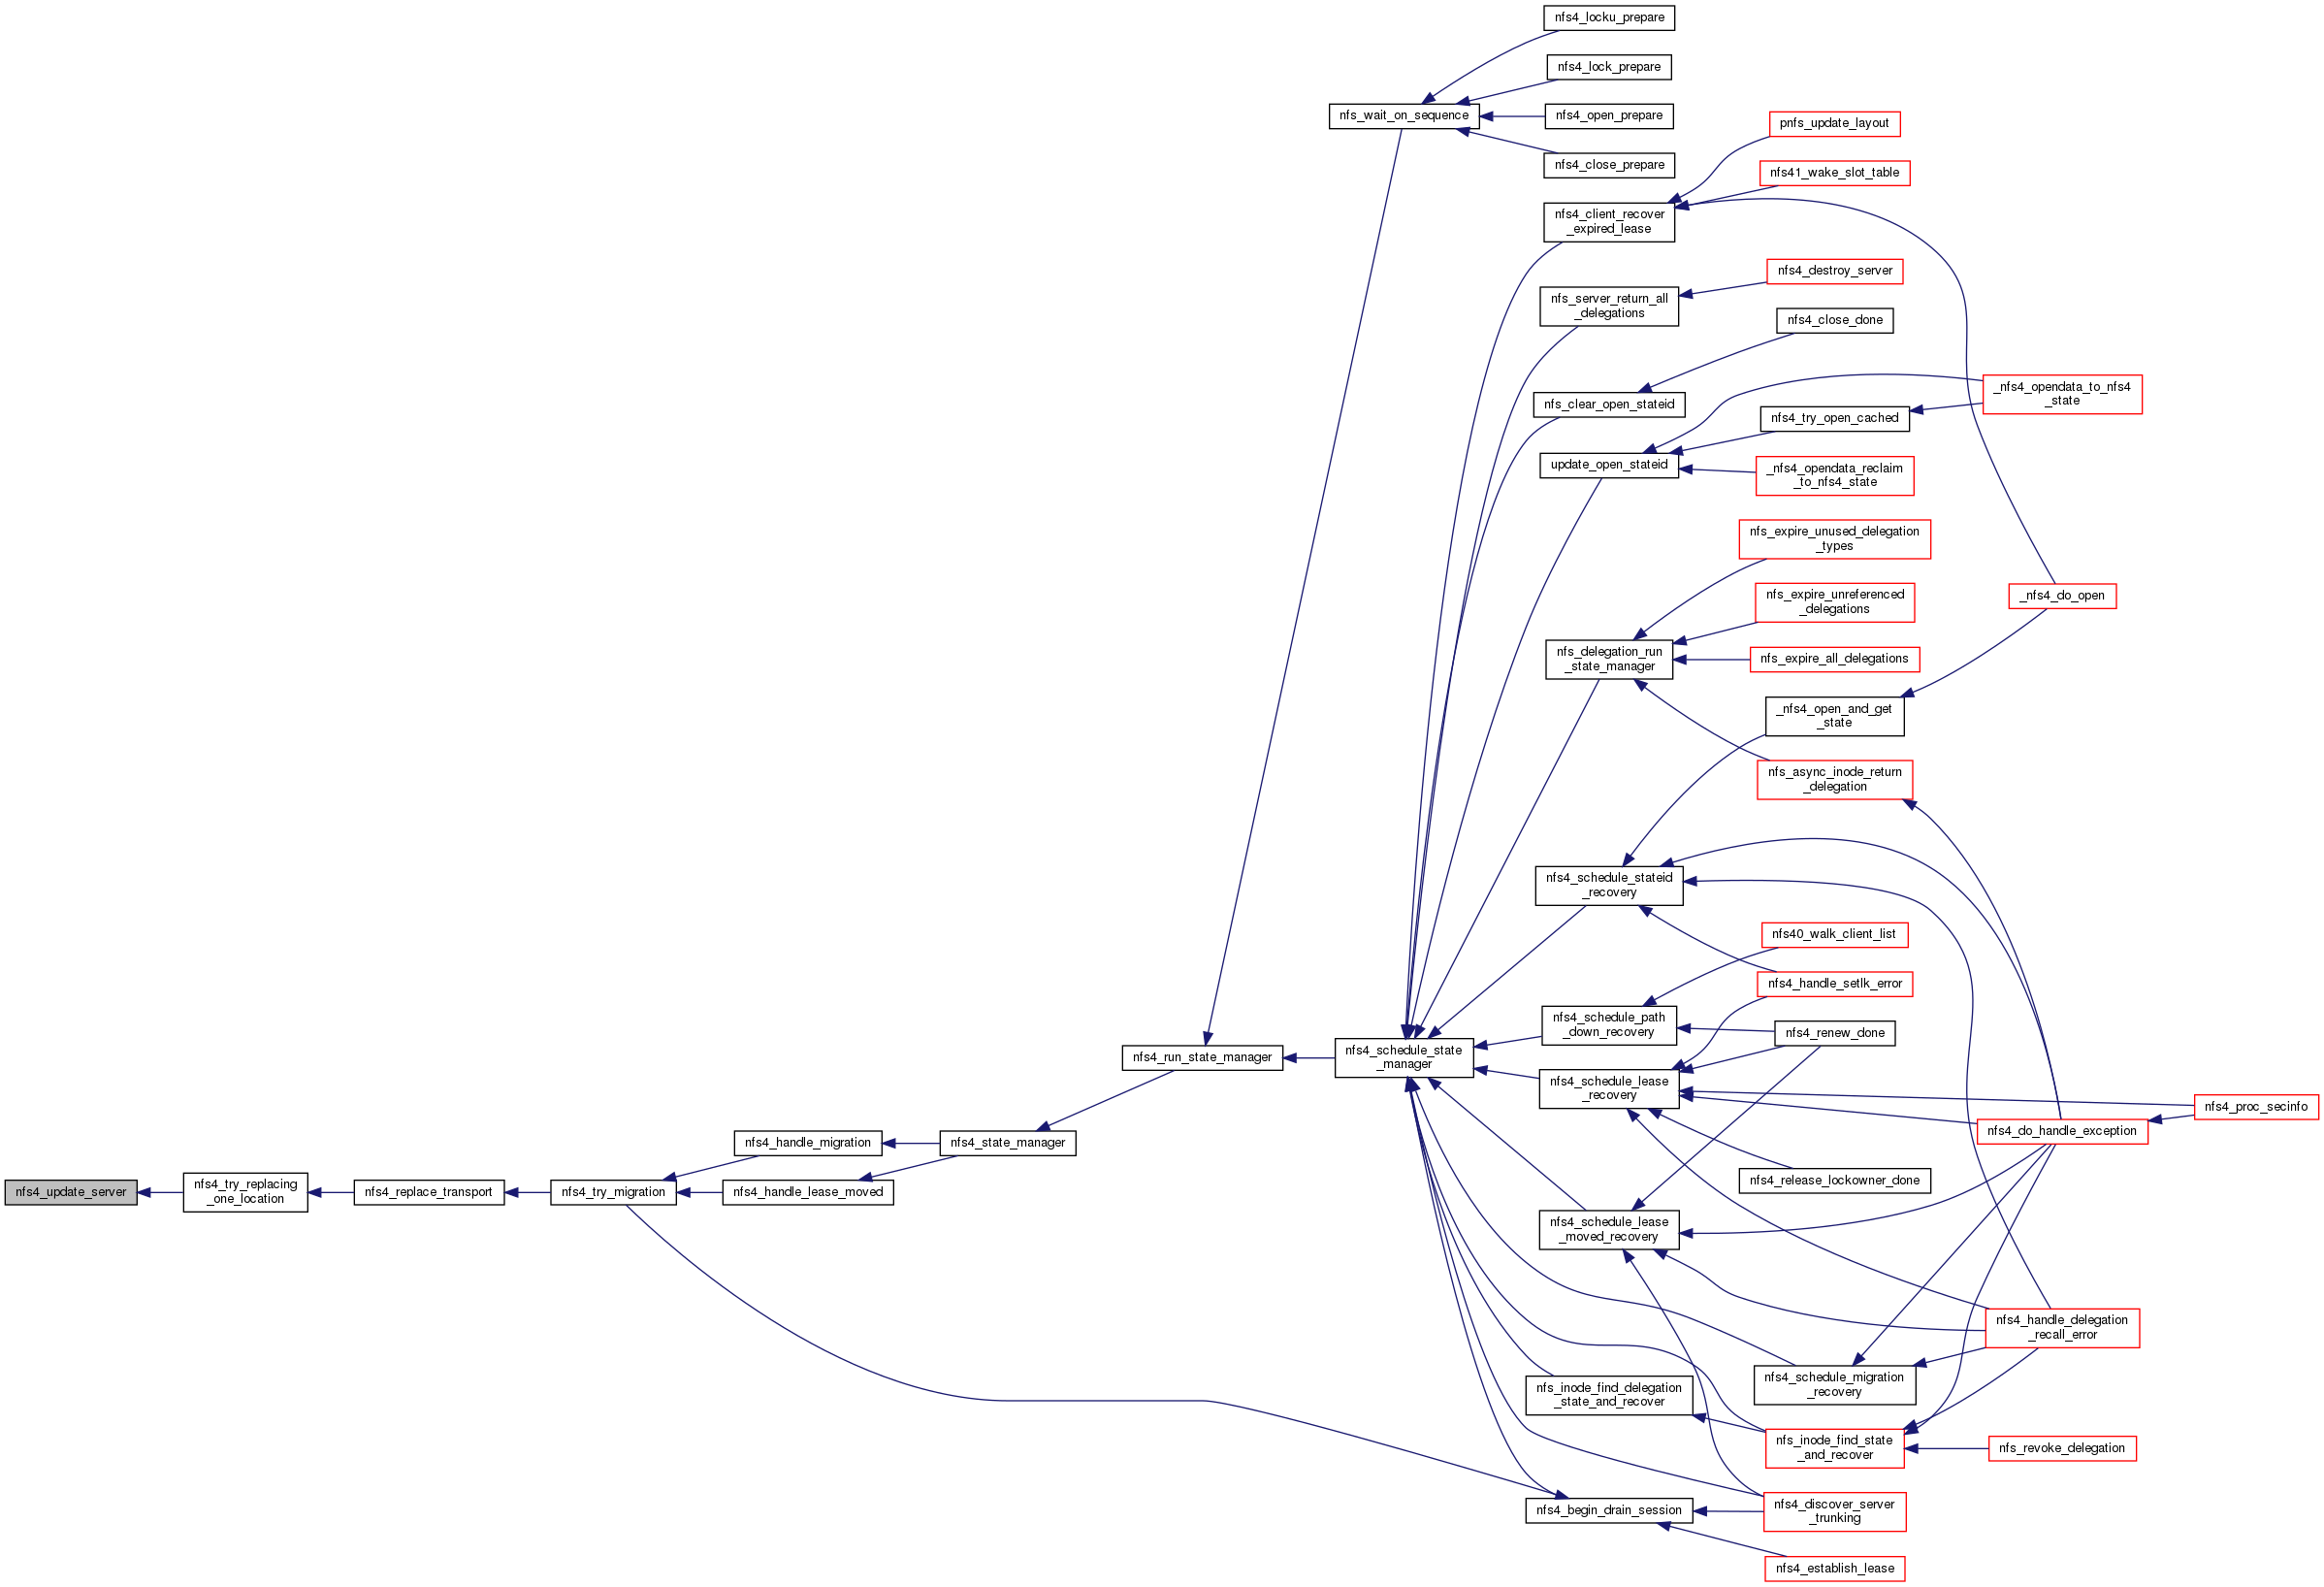 nfs4_locku_prepare
nfs4_lock_prepare
nfs_wait_on_sequence
nfs4_open_prepare
nfs4_close_prepare
pnfs_update_layout
nfs41_wake_slot_table
nfs4_client_recover
_expired_lease
nfs4_destroy_server
nfs_server_return_all
_delegations
nfs4_close_done
nfs_clear_open_stateid
_nfs4_opendata_to_nfs4
_state
nfs4_try_open_cached
update_open_stateid
_nfs4_opendata_reclaim
_to_nfs4_state
nfs_expire_unused_delegation
_types
nfs_expire_unreferenced
_delegations
_nfs4_do_open
nfs_delegation_run
_state_manager
nfs_expire_all_delegations
_nfs4_open_and_get
_state
nfs_async_inode_return
_delegation
nfs4_schedule_stateid
_recovery
nfs40_walk_client_list
nfs4_handle_setlk_error
nfs4_schedule_path
_down_recovery
nfs4_renew_done
nfs4_run_state_manager
nfs4_schedule_state
_manager
nfs4_schedule_lease
_recovery
nfs4_proc_secinfo
nfs4_do_handle_exception
nfs4_handle_migration
nfs4_state_manager
nfs4_release_lockowner_done
nfs4_update_server
nfs4_try_replacing
_one_location
nfs4_replace_transport
nfs4_try_migration
nfs4_handle_lease_moved
nfs4_schedule_lease
_moved_recovery
nfs4_handle_delegation
_recall_error
nfs4_schedule_migration
_recovery
nfs_inode_find_delegation
_state_and_recover
nfs_inode_find_state
_and_recover
nfs_revoke_delegation
nfs4_begin_drain_session
nfs4_discover_server
_trunking
nfs4_establish_lease